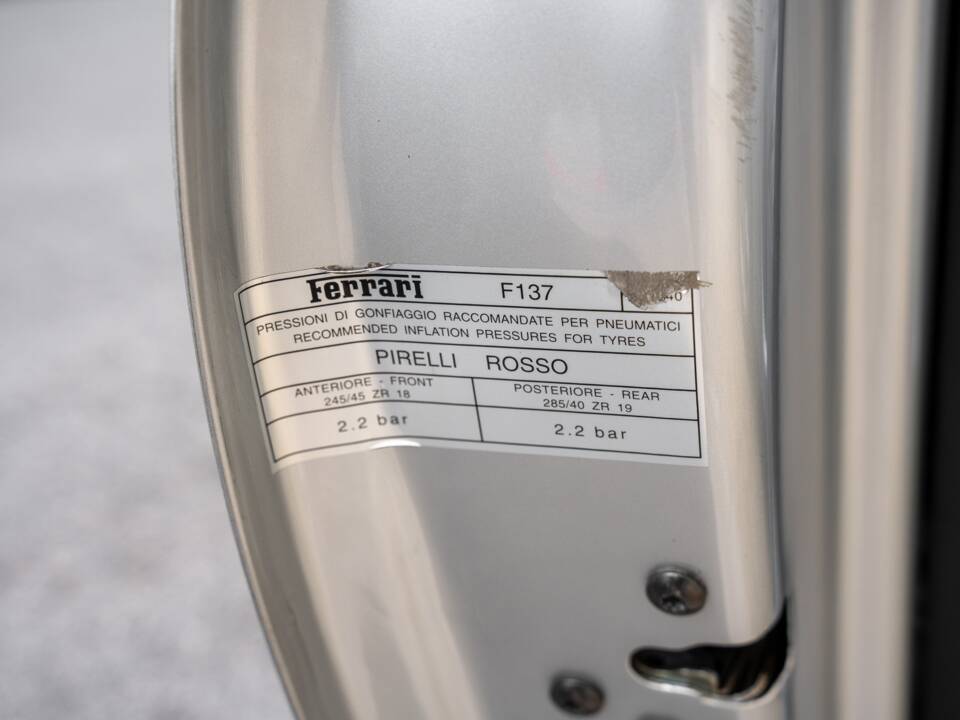 Ferrari F137
PRESSIONI DI GONFIAGGIO RACCOMANDATE PER PNEUMATICI
RECOMMENDED INFLATION PRESSURES FOR TYRES
PIRELLI ROSSO
ANTERIORE - FRONT
245/45 ZR 18
POSTERIORE - REAR
285/40 ZR 19
2.2 bar
2.2 bar